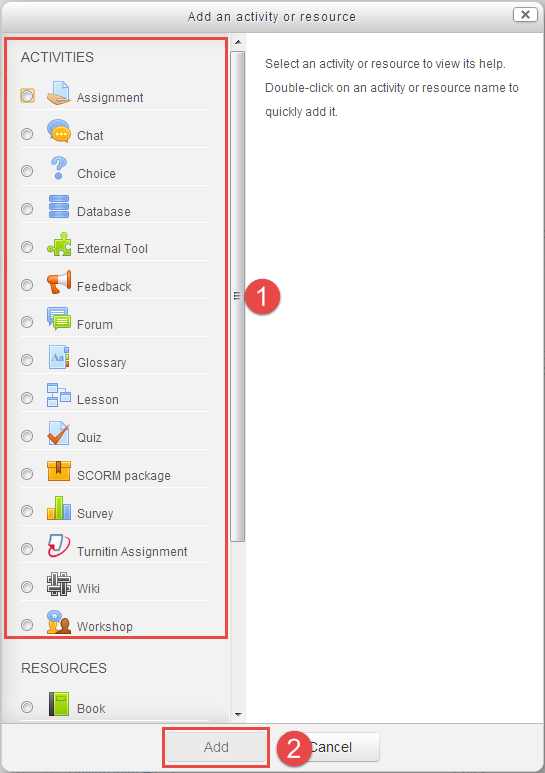 Add an activity or resource
ACTIVITIES
Assignment
Chat
Choice
Database
External Tool
Feedback
Forum
Glossary
Lesson
Quiz
SCORM package
Survey
Turnitin Assignment
Wiki
Workshop
RESOURCES
Book
Select an activity or resource to view its help.
Double-click on an activity or resource name to
quickly add it.
1
Add
2
Cancel